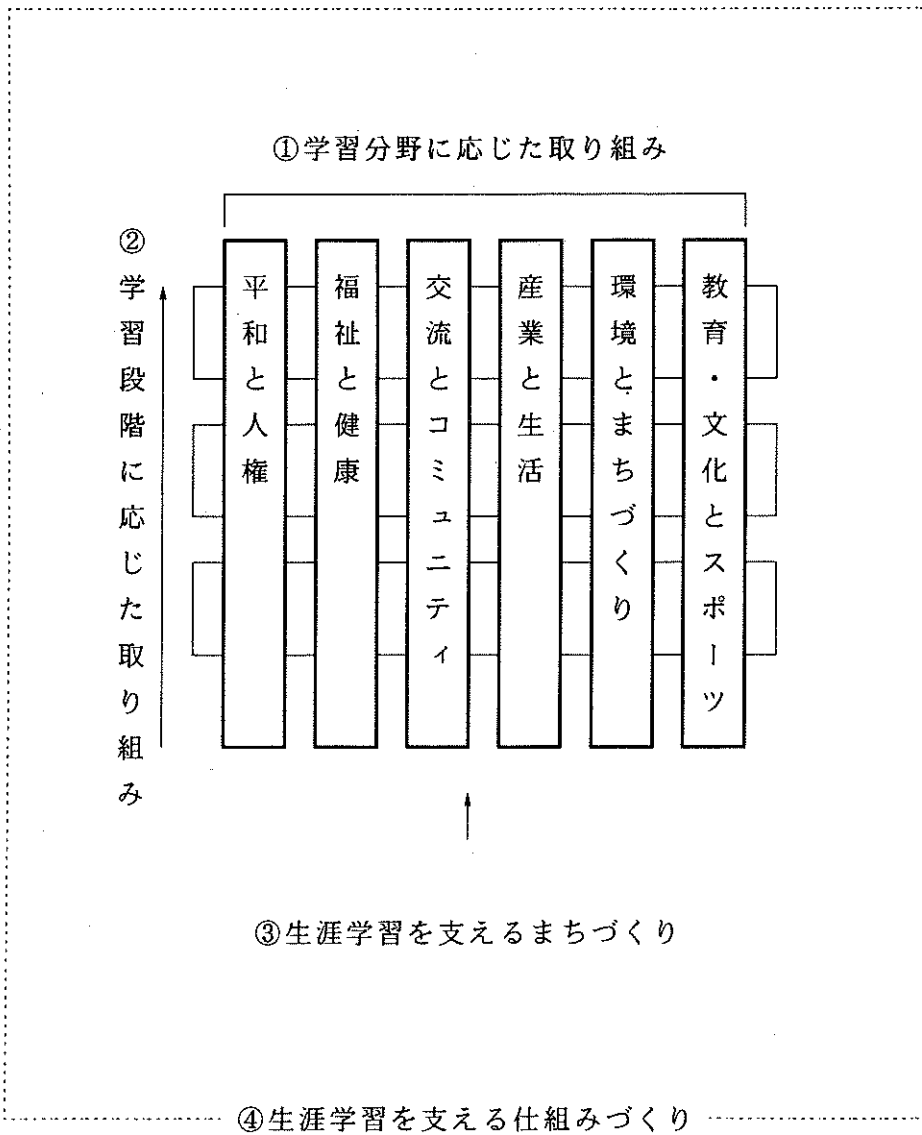 ①学習分野に応じた取り組み
②学習段階に応じた取り組み
平和と人権
福祉と健康
交流とコミュニティ
産業と生活
環境とまちづくり
教育・文化とスポーツ
③生涯学習を支えるまちづくり
④生涯学習を支える仕組みづくり